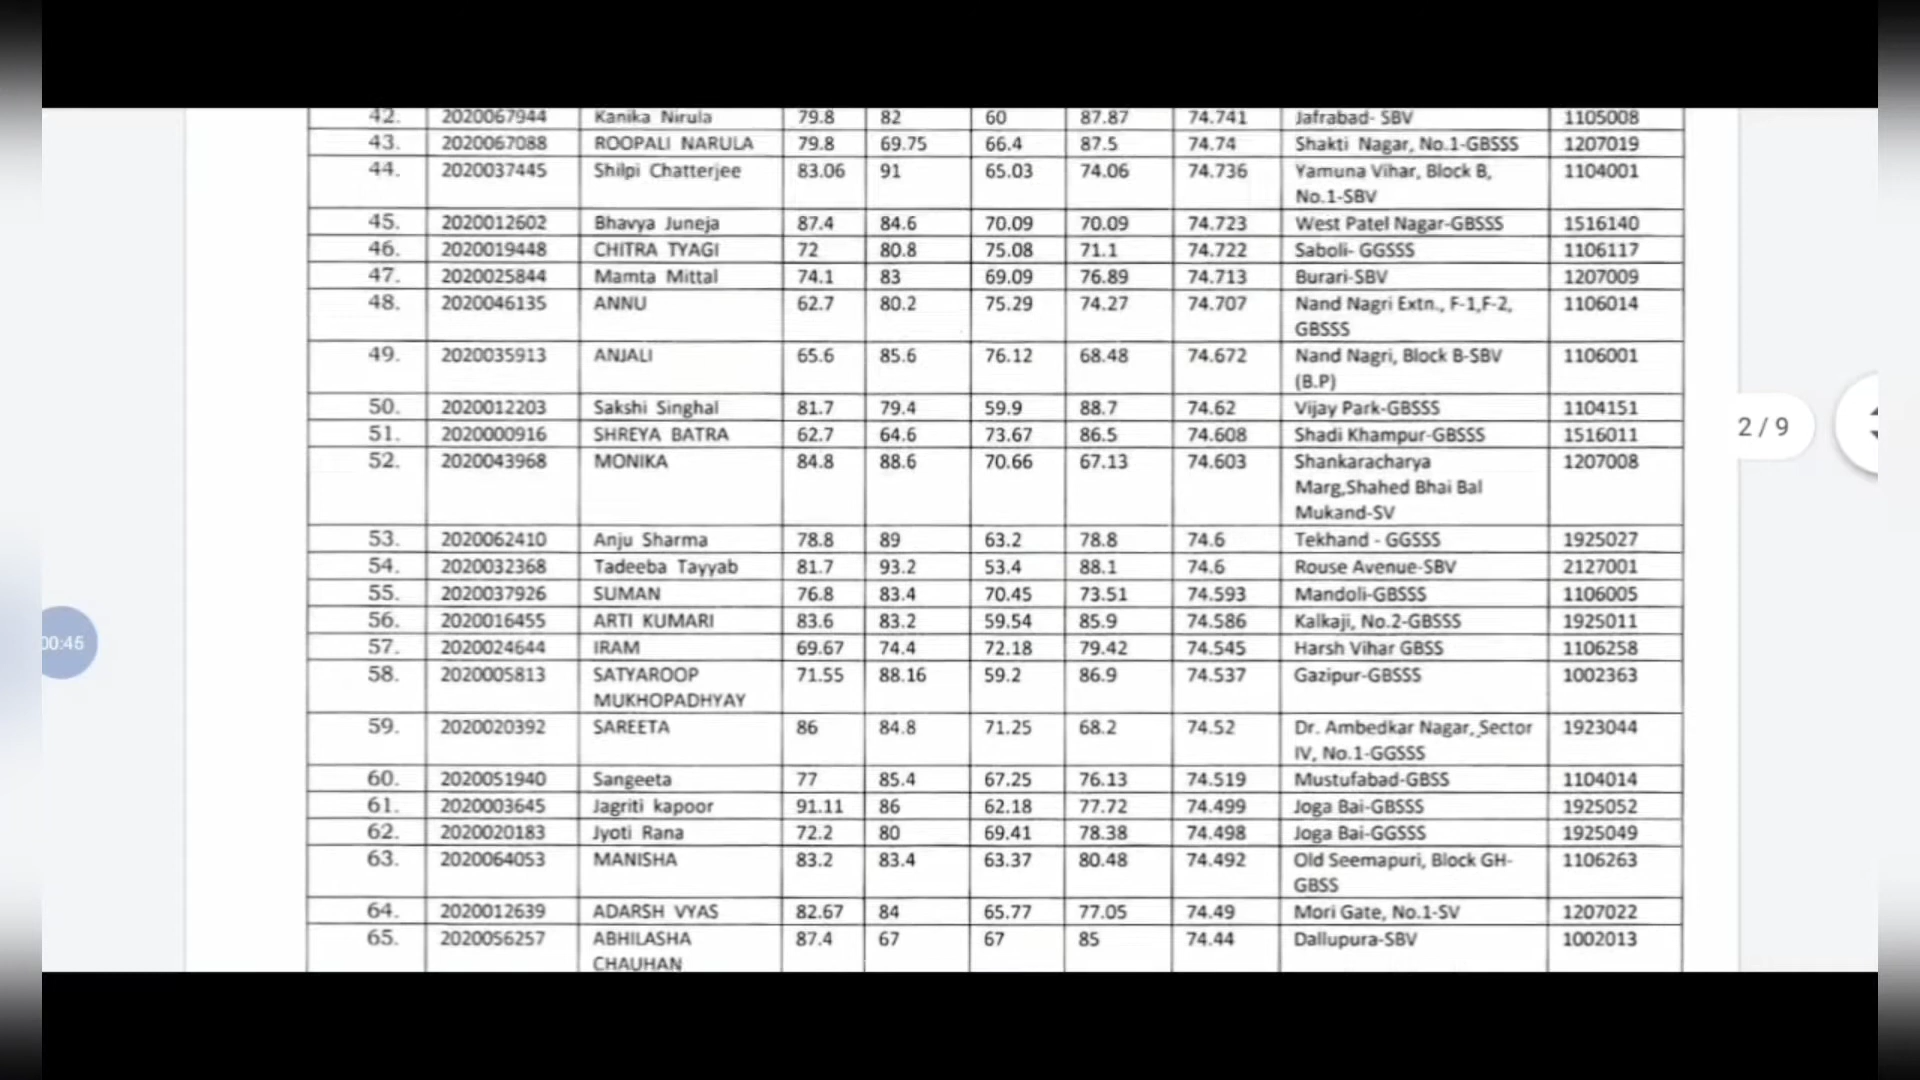 42. 2020067944 Kanika Nirula 79.8 82 60 87.87 74.741 Jafrabad- SBV 1105008
43. 2020067088 ROOPALI NARULA 79.8 69.75 66.4 87.5 74.74 Shakti Nagar, No.1-GBSSS 1207019
44. 2020037445 Shilpi Chatterjee 83.06 91 65.03 74.06 74.736 Yamuna Vihar, Block B, 1104001
No.1-SBV
45. 2020012602 Bhavya Juneja 87.4 84.6 70.09 70.09 74.723 West Patel Nagar-GBSSS 1516140
46. 2020019448 CHITRA TYAGI 72 80.8 75.08 71.1 74.722 Saboli- GGSSS 1106117
47. 2020025844 Mamta Mittal 74.1 83 69.09 76.89 74.713 Burari-SBV 1207009
48. 2020046135 ANNU 62.7 80.2 75.29 74.27 74.707 Nand Nagri Extn., F-1,F-2, 1106014
GBSSS
49. 2020035913 ANJALI 65.6 85.6 76.12 68.48 74.672 Nand Nagri, Block B-SBV 1106001
(B.P)
50. 2020012203 Sakshi Singhal 81.7 79.4 59.9 88.7 74.62 Vijay Park-GBSSS 1104151
2 / 9
51. 2020000916 SHREYA BATRA 62.7 64.6 73.67 86.5 74.608 Shadi Khampur-GBSSS 1516011
52. 2020043968 MONIKA 84.8 88.6 70.66 67.13 74.603 Shankaracharya 1207008
Marg,Shahed Bhai Bal
Mukand-SV
53. 2020062410 Anju Sharma 78.8 89 63.2 78.8 74.6 Tekhand - GGSSS 1925027
54. 2020032368 Tadeeba Tayyab 81.7 93.2 53.4 88.1 74.6 Rouse Avenue-SBV 2127001
55. 2020037926 SUMAN 76.8 83.4 70.45 73.51 74.593 Mandoli-GBSSS 1106005
56. 2020016455 ARTI KUMARI 83.6 83.2 59.54 85.9 74.586 Kalkaji, No.2-GBSSS 1925011
00:45
57. 2020024644 IRAM 69.67 74.4 72.18 79.42 74.545 Harsh Vihar GBSS 1106258
58. 2020005813 SATYAROOP 71.55 88.16 59.2 86.9 74.537 Gazipur-GBSSS 1002363
MUKHOPADHYAY
59. 2020020392 SAREETA 86 84.8 71.25 68.2 74.52 Dr. Ambedkar Nagar, Sector 1923044
IV, No.1-GGSSS
60. 2020051940 Sangeeta 77 85.4 67.25 76.13 74.519 Mustufabad-GBSS 1104014
61. 2020003645 Jagriti kapoor 91.11 86 62.18 77.72 74.499 Joga Bai-GBSSS 1925052
62. 2020020183 Jyoti Rana 72.2 80 69.41 78.38 74.498 Joga Bai-GGSSS 1925049
63. 2020064053 MANISHA 83.2 83.4 63.37 80.48 74.492 Old Seemapuri, Block GH- 1106263
GBSS
64. 2020012639 ADARSH VYAS 82.67 84 65.77 77.05 74.49 Mori Gate, No.1-SV 1207022
65. 2020056257 ABHILASHA 87.4 67 67 85 74.44 Dallupura-SBV 1002013
CHAUHAN